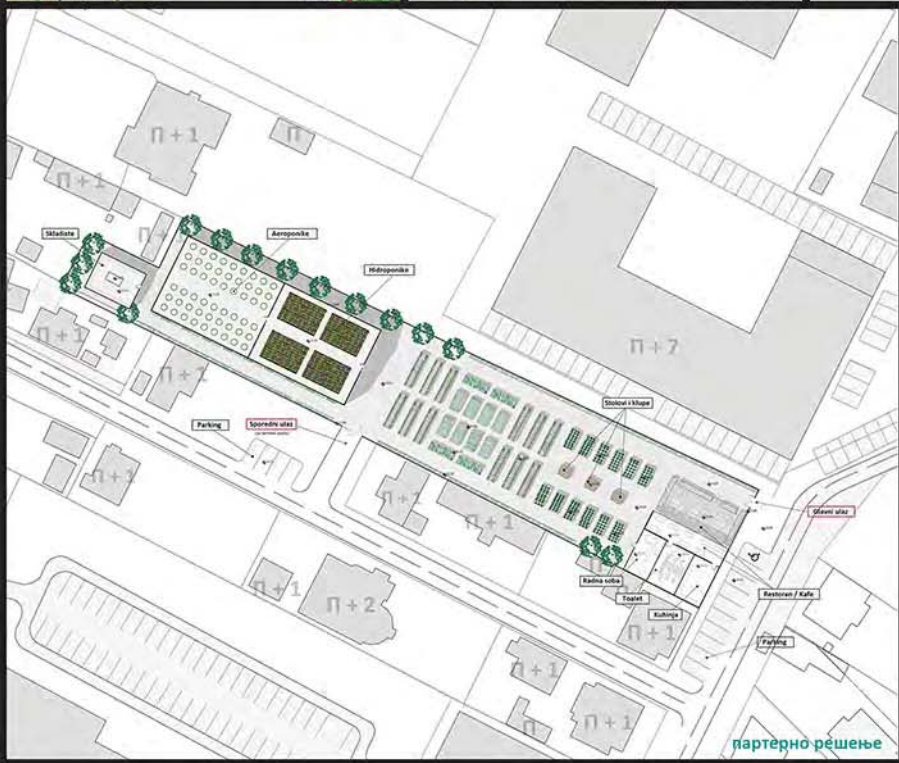 П + 1
П
П + 1
Skladiste
Aeroponika
Hidroponika
П + 1
П + 7
П + 1
Stolovi i klupe
Parking
Sporedni ulaz
П + 1
П + 1
Glavni ulaz
П + 1
П + 1
П + 2
Radna soba
Toalet
Restoran / Kafe
Kuhinja
П + 1
Parking
П + 1
П
П + 1
партерно решење